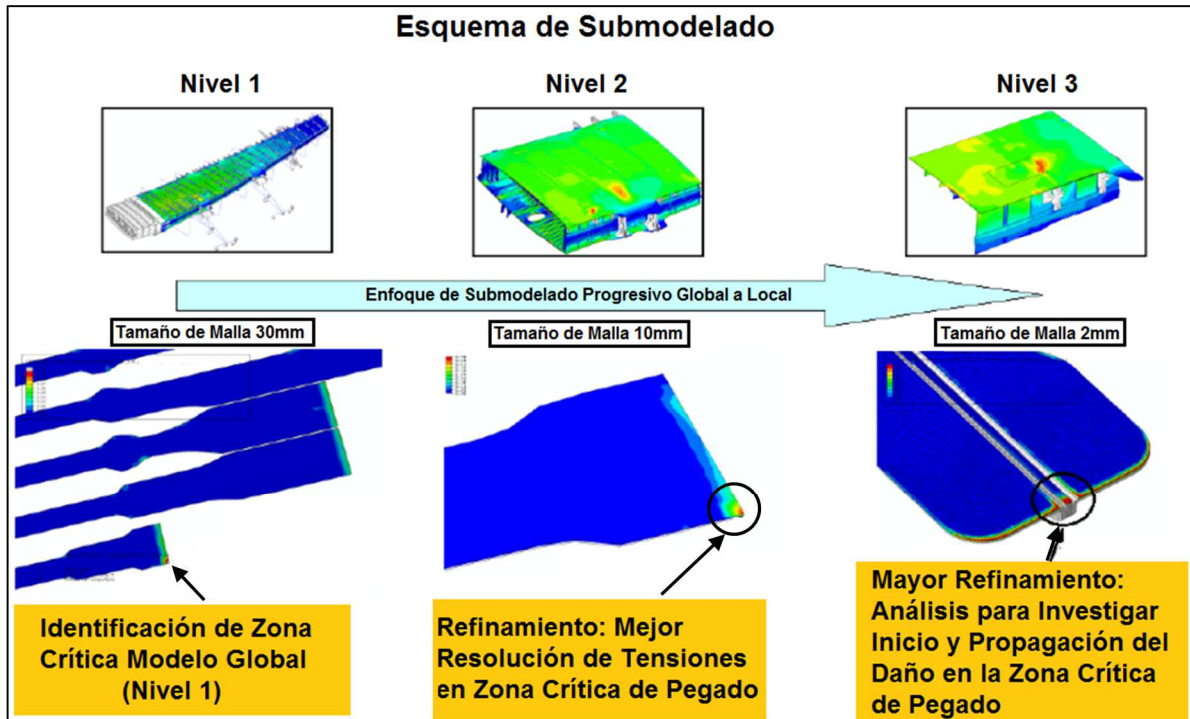 Esquema de Submodelado
Nivel 1
Nivel 2
Nivel 3
Enfoque de Submodelado Progresivo Global a Local
Tamaño de Malla 30mm
Tamaño de Malla 10mm
Tamaño de Malla 2mm
Identificación de Zona
Crítica Modelo Global
(Nivel 1)
Refinamiento: Mejor
Resolución de Tensiones
en Zona Crítica de Pegado
Mayor Refinamiento:
Análisis para Investigar
Inicio y Propagación del
Daño en la Zona Crítica
de Pegado